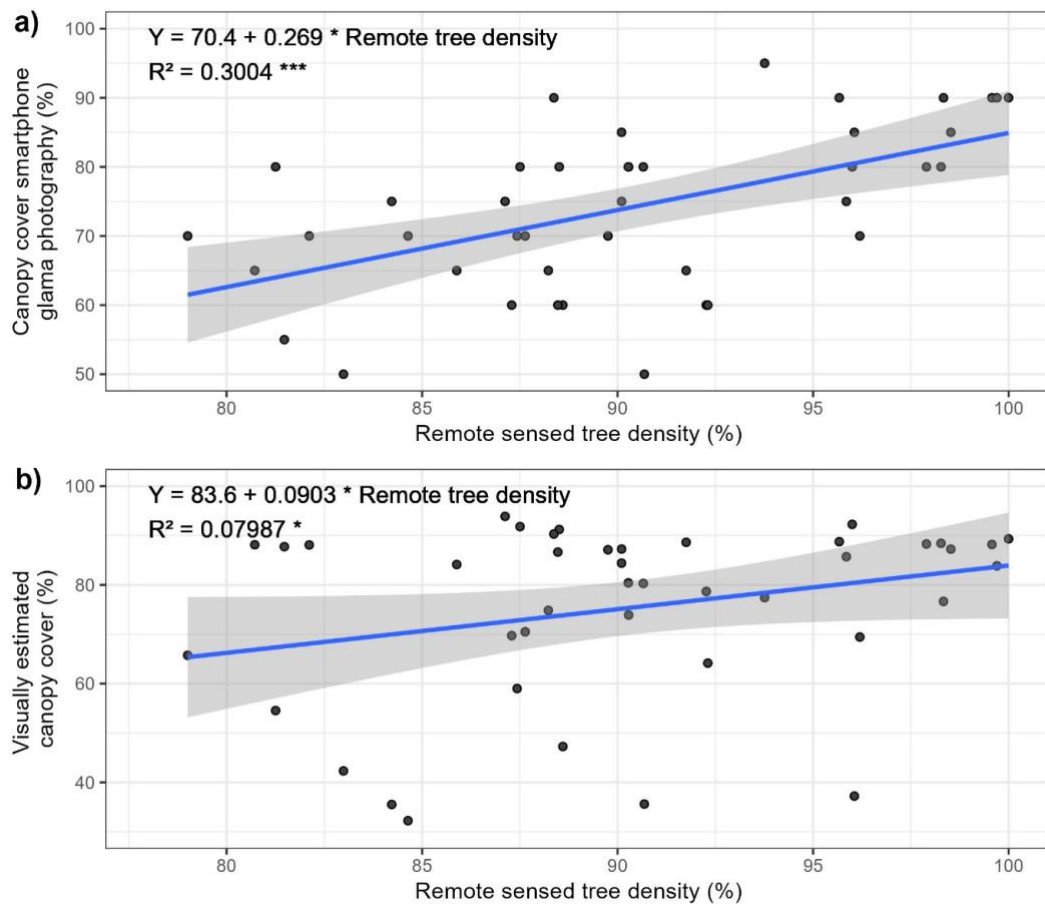 a)
Y = 70.4 + 0.269 * Remote tree density
R² = 0.3004 ***
Canopy cover smartphone
glama photography (%)
100
90
80
70
60
50
80
85
90
95
100
Remote sensed tree density (%)
b)
Y = 83.6 + 0.0903 * Remote tree density
R² = 0.07987 *
Visually estimated
canopy cover (%)
100
80
60
40
80
85
90
95
100
Remote sensed tree density (%)